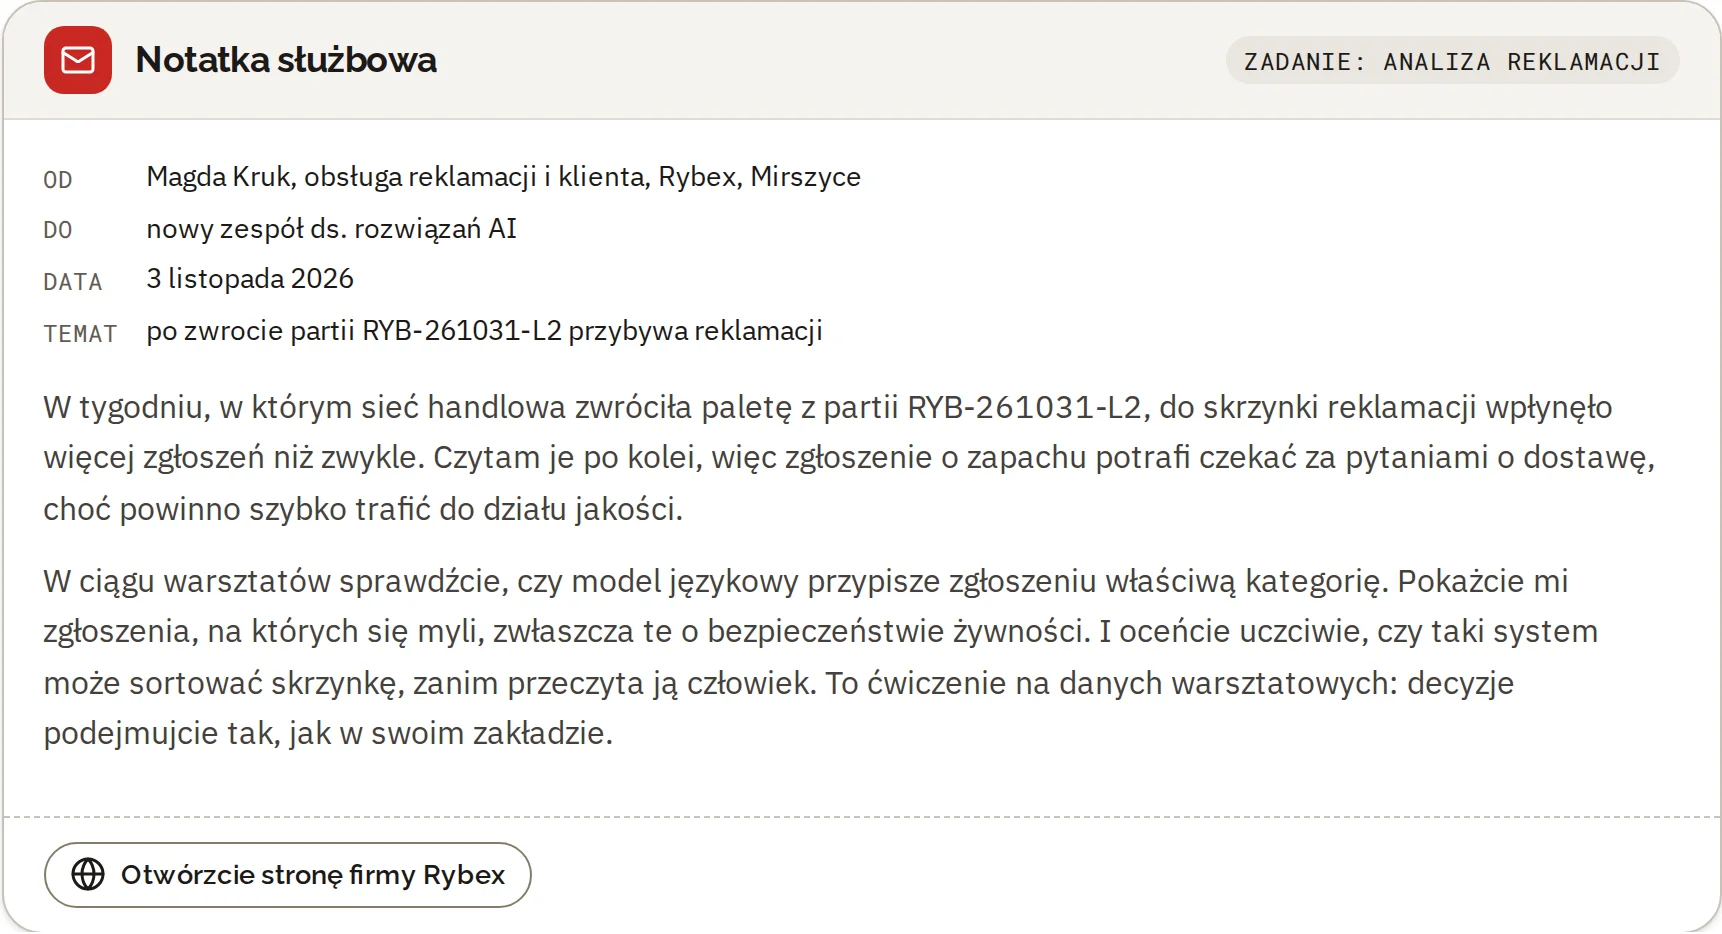 Notatka służbowa
ZADANIE: ANALIZA REKLAMACJI
OD Magda Kruk, obsługa reklamacji i klienta, Rybex, Mirszyce
DO nowy zespół ds. rozwiązań AI
DATA 3 listopada 2026
TEMAT po zwrocie partii RYB-261031-L2 przybywa reklamacji
W tygodniu, w którym sieć handlowa zwróciła paletę z partii RYB-261031-L2, do skrzynki reklamacji wpłynęło
więcej zgłoszeń niż zwykle. Czytam je po kolei, więc zgłoszenie o zapachu potrafi czekać za pytaniami o dostawę,
choć powinno szybko trafić do działu jakości.
W ciągu warsztatów sprawdźcie, czy model językowy przypisze zgłoszeniu właściwą kategorię. Pokażcie mi
zgłoszenia, na których się myli, zwłaszcza te o bezpieczeństwie żywności. I oceńcie uczciwie, czy taki system
może sortować skrzynkę, zanim przeczyta ją człowiek. To ćwiczenie na danych warsztatowych: decyzje
podejmujcie tak, jak w swoim zakładzie.
Otwórzcie stronę firmy Rybex